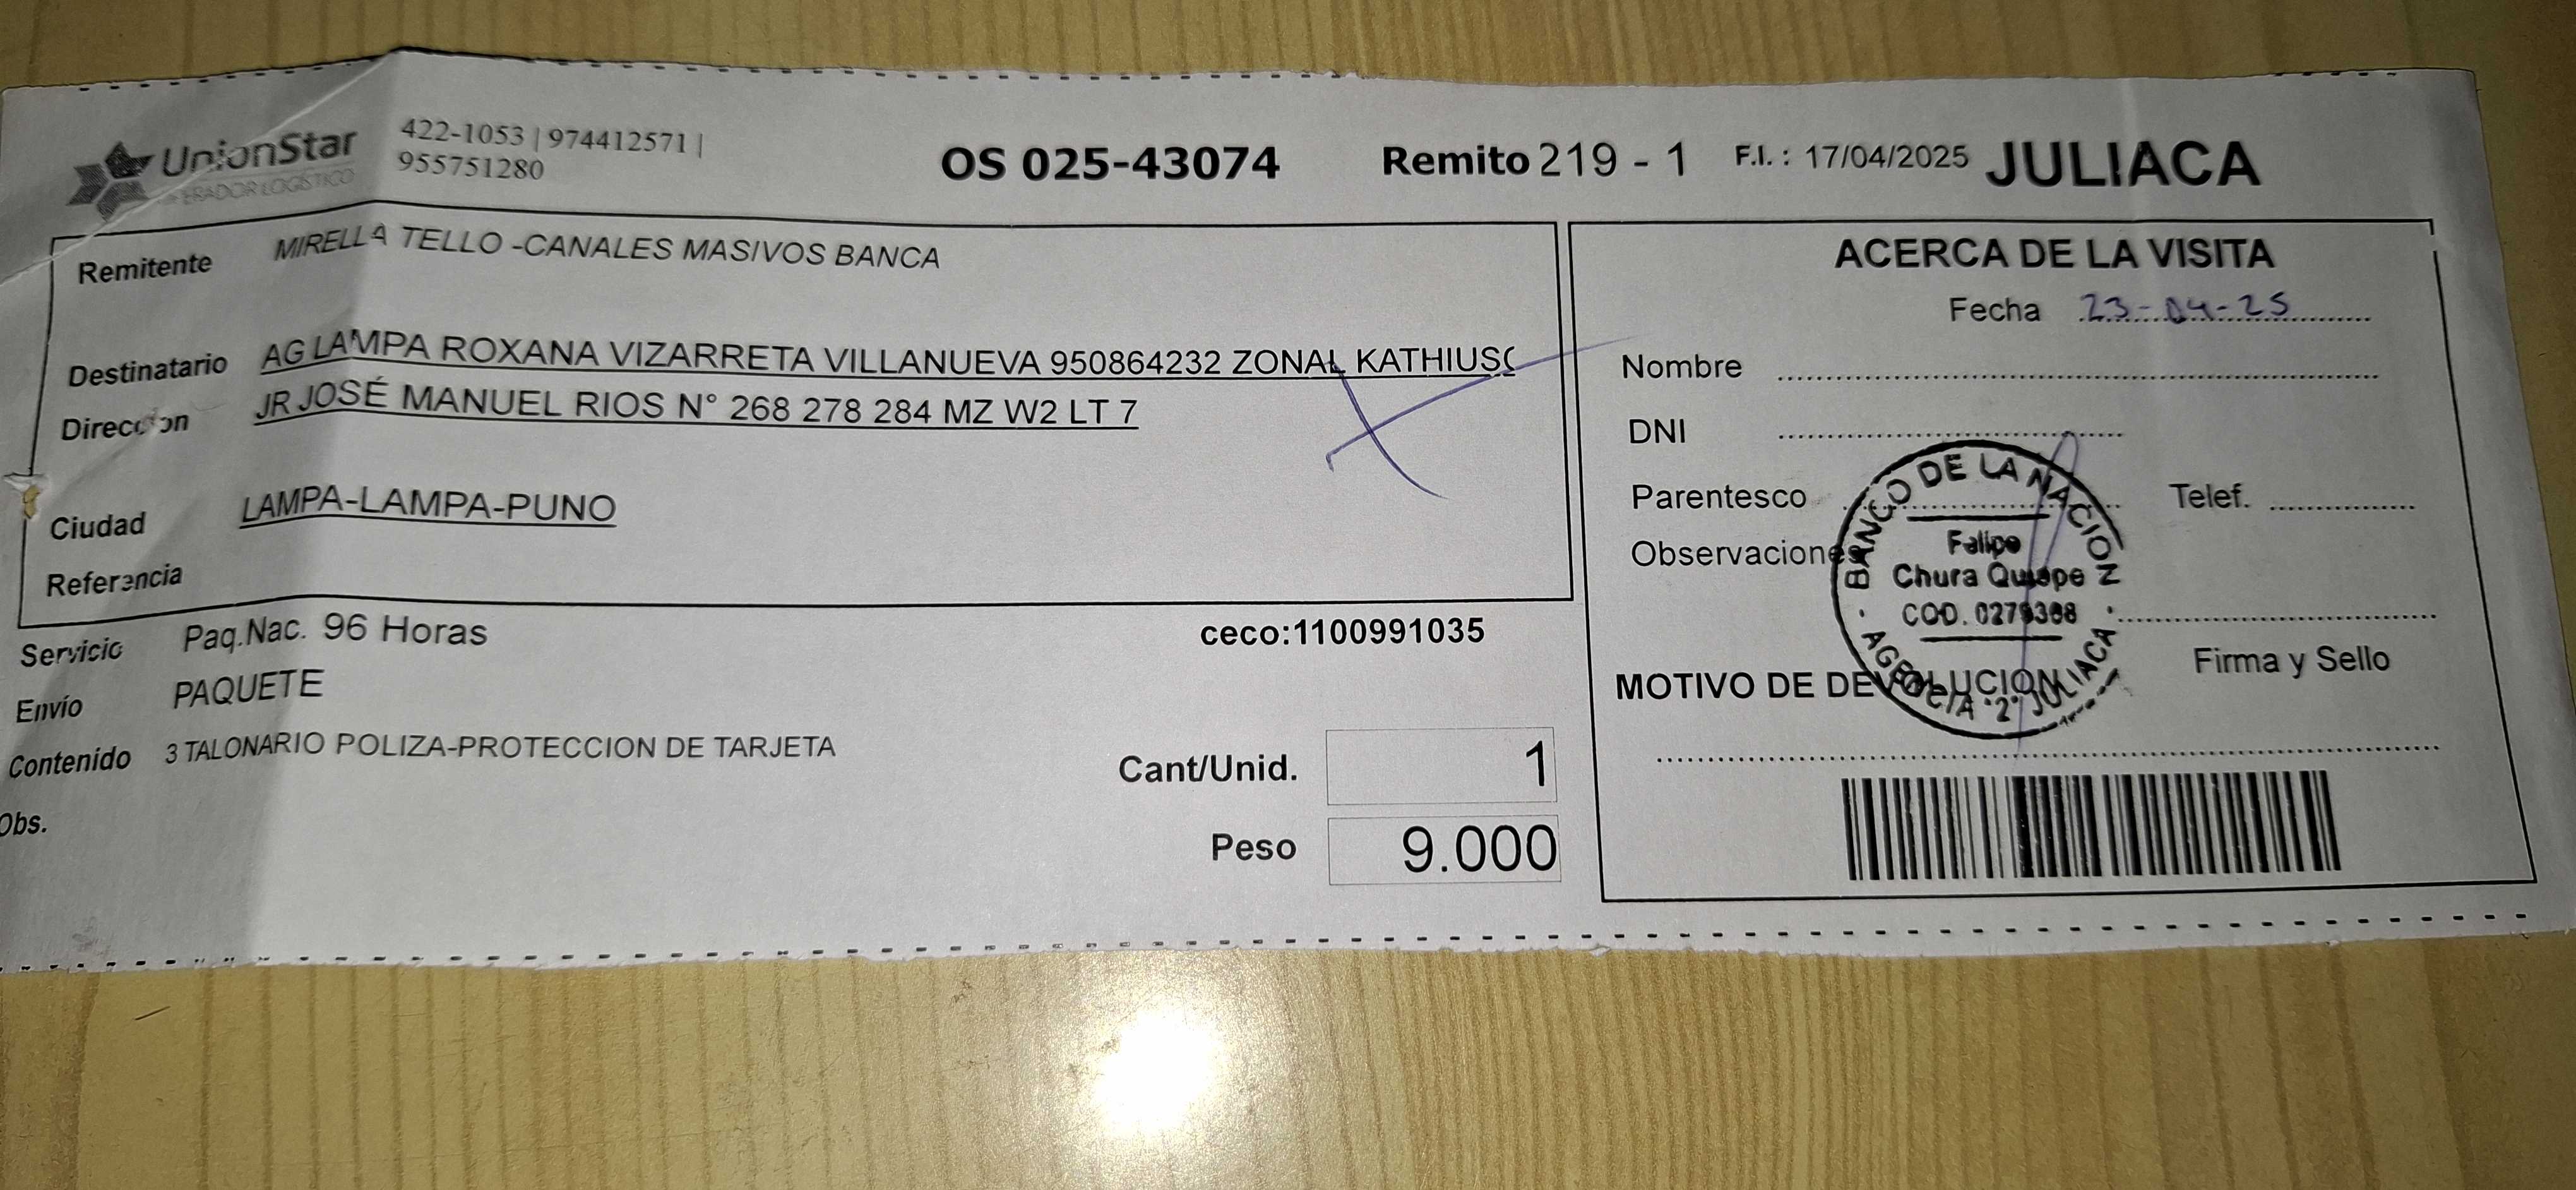 UnionStar
OPERADOR LOGÍSTICO
422-1053 | 974412571 |
955751280
OS 025-43074
Remito 219 - 1
F.I. : 17/04/2025
JULIACA
Remitente MIRELLA TELLO -CANALES MASIVOS BANCA
Destinatario AG LAMPA ROXANA VIZARRETA VILLANUEVA 950864232 ZONAL KATHIUSC
Direccion JR JOSÉ MANUEL RIOS N° 268 278 284 MZ W2 LT 7
Ciudad LAMPA-LAMPA-PUNO
Referencia
Servicio Paq.Nac. 96 Horas
ceco:1100991035
Envío PAQUETE
Contenido 3 TALONARIO POLIZA-PROTECCION DE TARJETA
Obs.
Cant/Unid. 1
Peso 9.000
ACERCA DE LA VISITA
Fecha 23-04-25
Nombre
DNI
Parentesco Telef.
Observaciones
Firma y Sello
MOTIVO DE DEVOLUCION
BANCO DE LA NACION
Felipe
Chura Quispe
COD.
AGENCIA "2" JULIACA